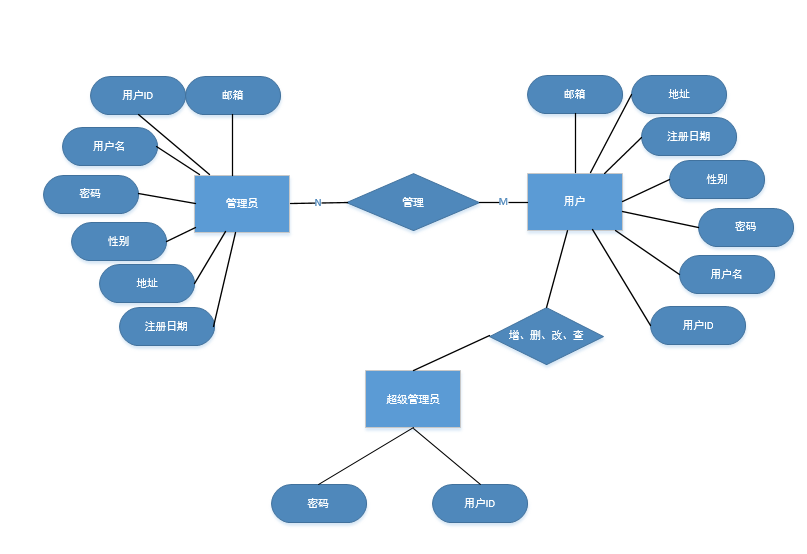 用户ID
邮箱
邮箱
地址
用户名
注册日期
密码
性别
管理员
N
管理
M
用户
性别
密码
地址
用户名
注册日期
用户ID
增、删、改、查
超级管理员
密码
用户ID